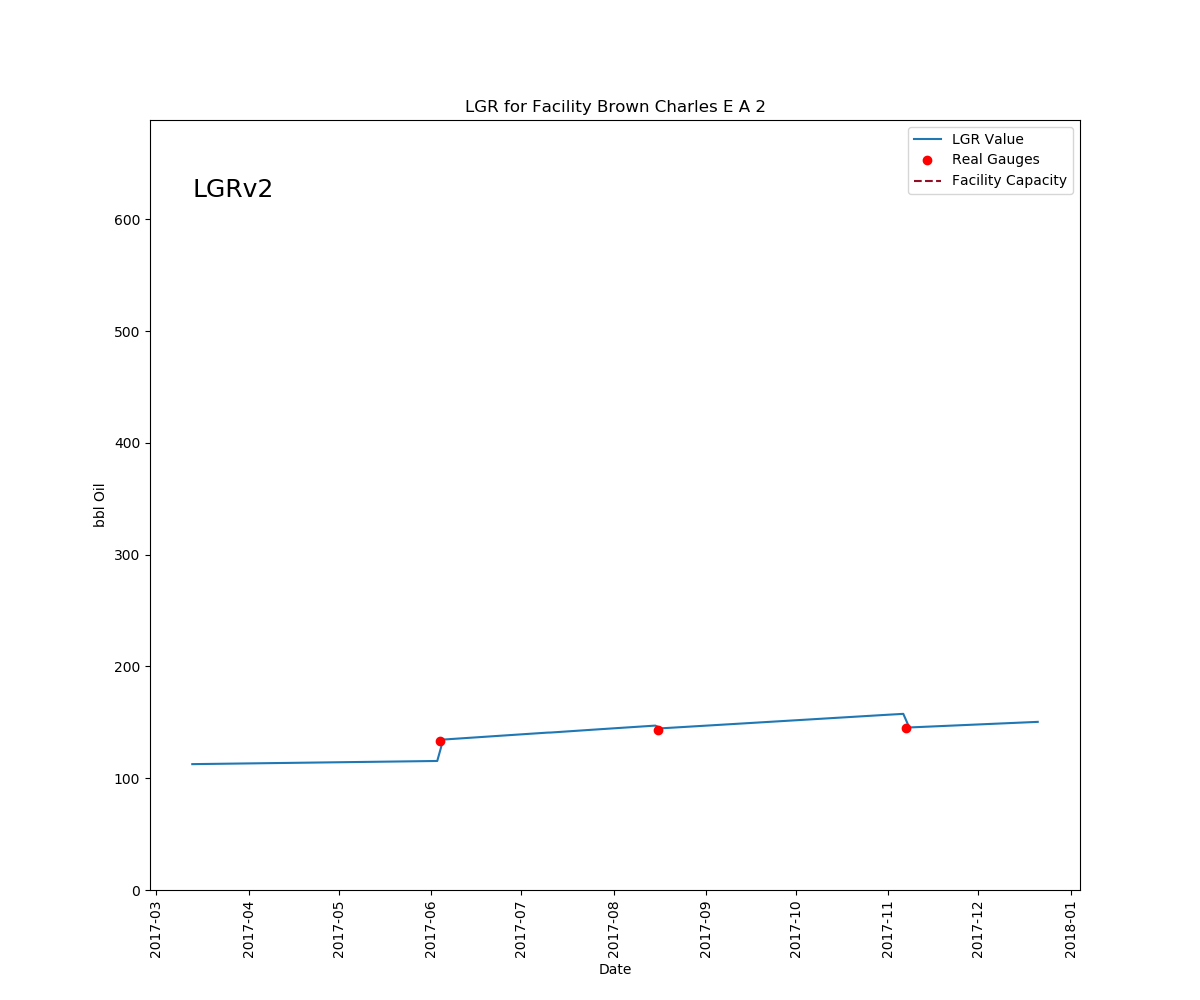 LGR for Facility Brown Charles E A 2
LGR Value
Real Gauges
Facility Capacity
LGRv2
600
500
400
300
200
100
0
bbl Oil
2017-03
2017-04
2017-05
2017-06
2017-07
2017-08
2017-09
2017-10
2017-11
2017-12
2018-01
Date